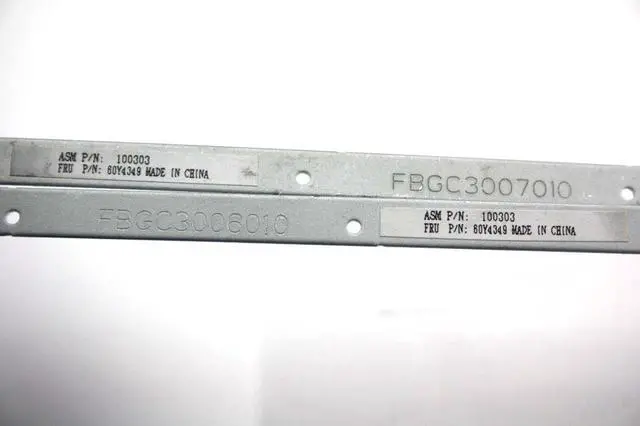 ASM P/N: 100303
FRU P/N: 60Y4349 MADE IN CHINA
FBGC3007010
FBGC3006010
ASM P/N: 100303
FRU P/N: 60Y4349 MADE IN CHINA